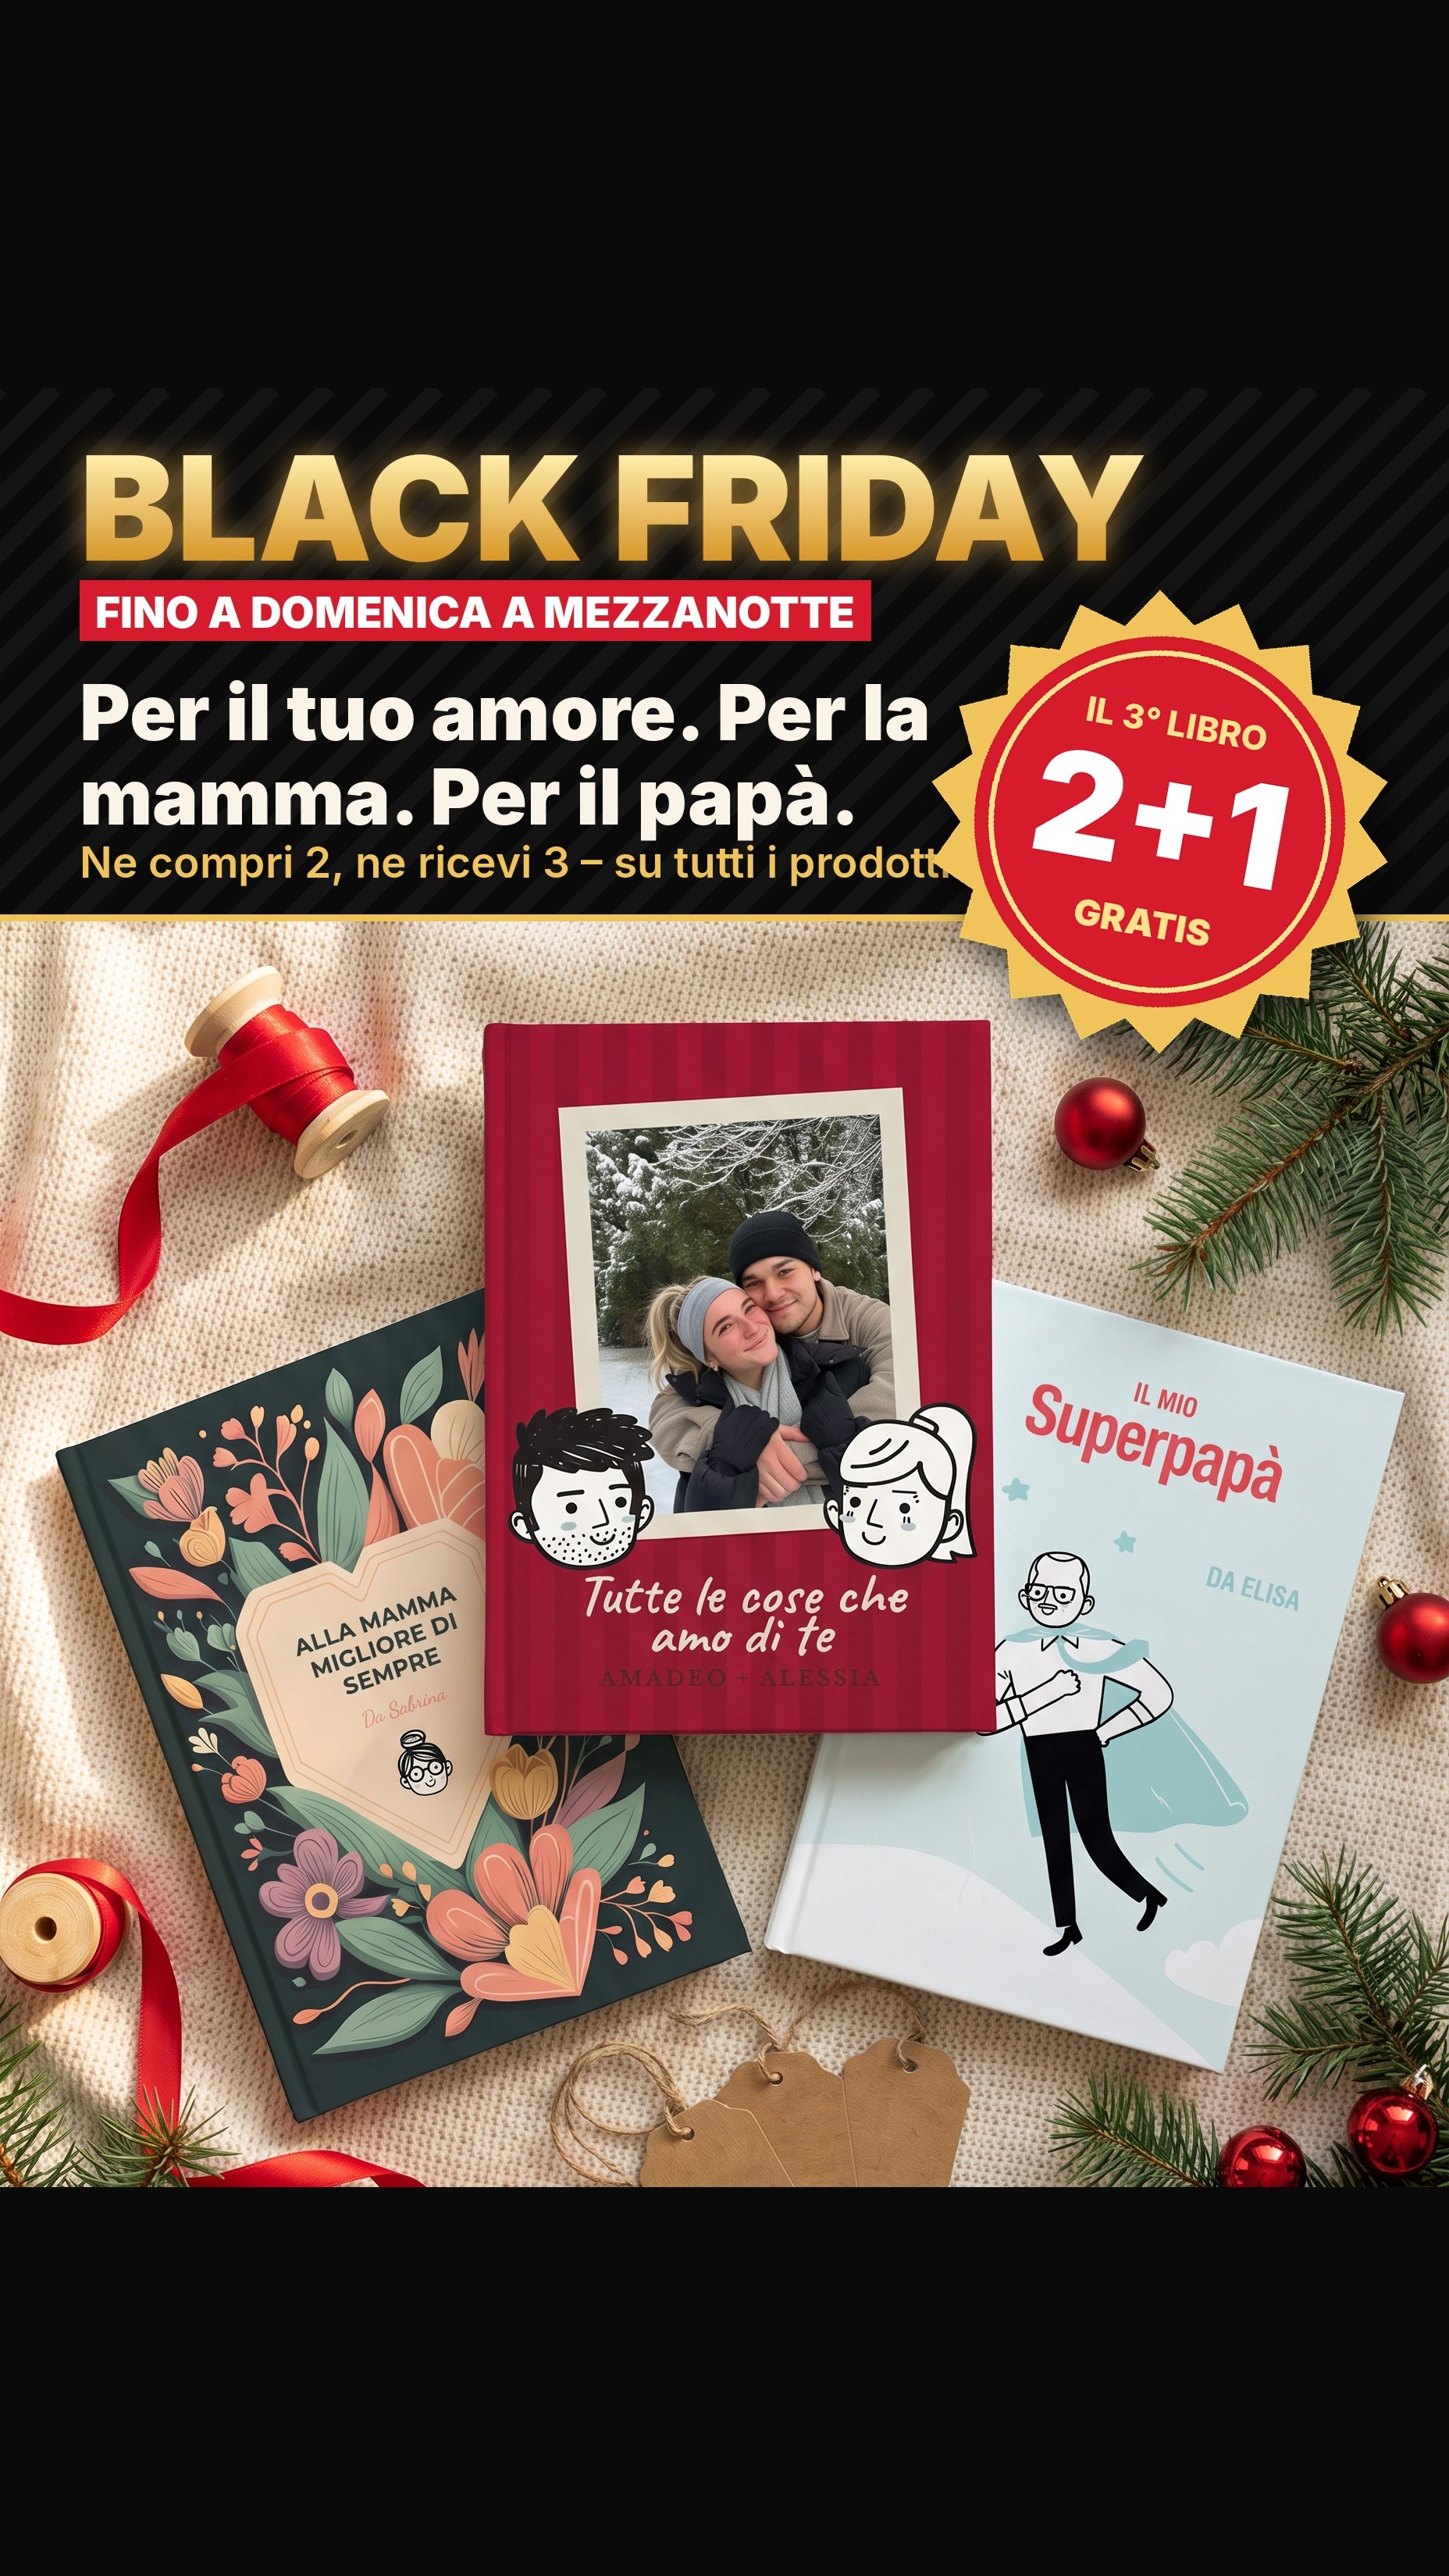 BLACK FRIDAY
FINO A DOMENICA A MEZZANOTTE
Per il tuo amore. Per la
mamma. Per il papà.
Ne compri 2, ne ricevi 3 – su tutti i prodotti
IL 3° LIBRO
2+1
GRATIS
Tutte le cose che
amo di te
AMADEO + ALESSIA
ALLA MAMMA
MIGLIORE DI
SEMPRE
Da Sabrina
IL MIO
Superpapà
DA ELISA